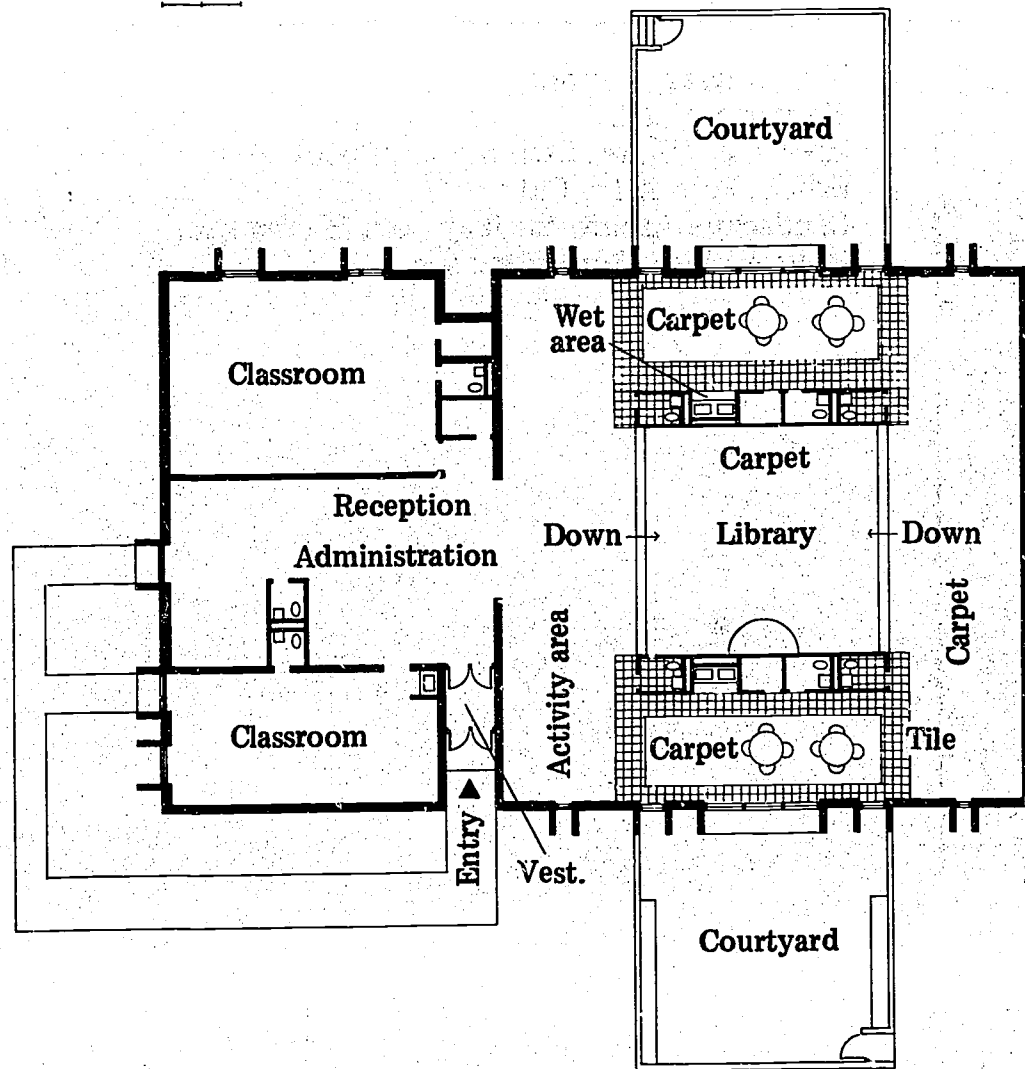 Courtyard
Wet
area
Carpet
Classroom
Carpet
Reception
Down
Library
Down
Administration
Carpet
Activity area
Classroom
Carpet
Tile
Entry
Vest.
Courtyard